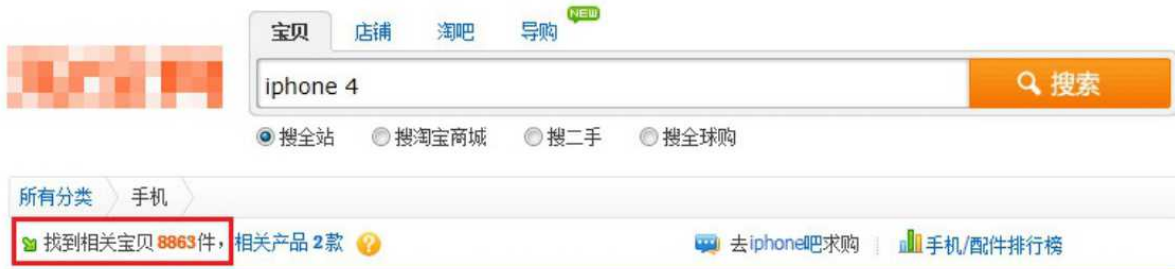 宝贝 店铺 淘吧 导购 NEW
iphone 4 搜索
搜全站 搜淘宝商城 搜二手 搜全球购
所有分类 手机
找到相关宝贝 8863件，相关产品 2款 ? 去iphone吧求购 手机/配件排行榜